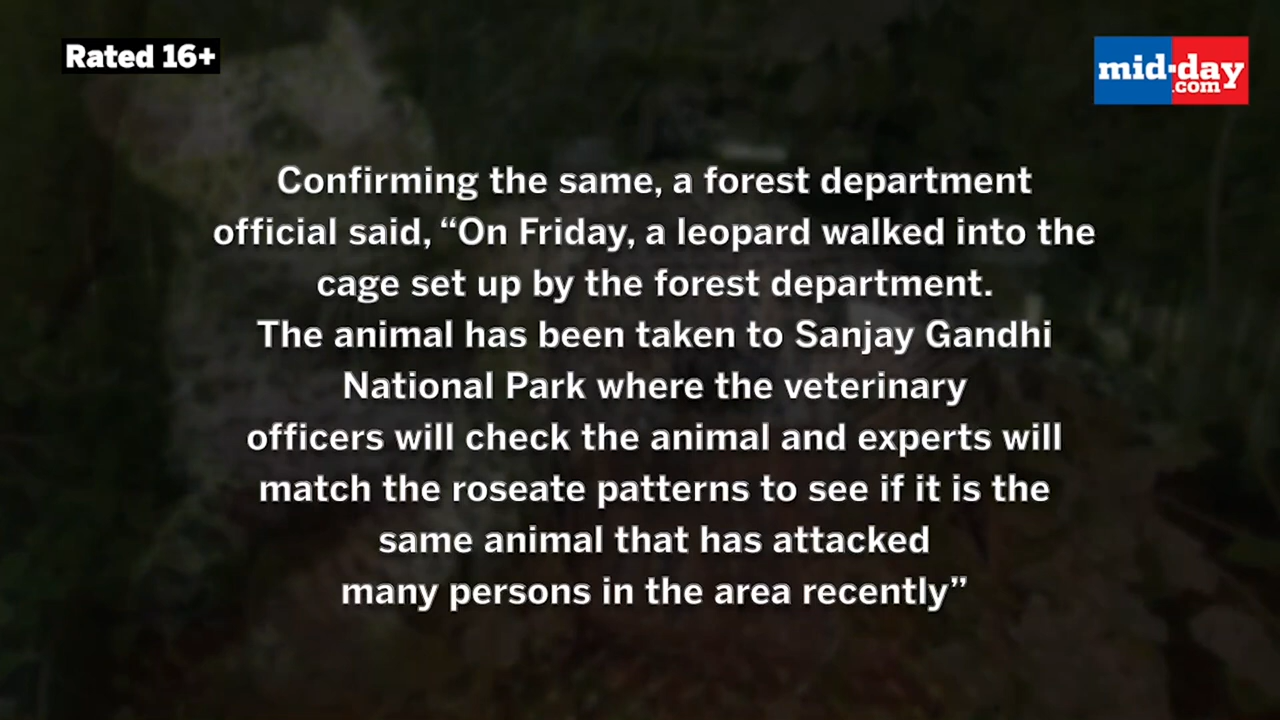 Rated 16+
mid-day
.com
Confirming the same, a forest department
official said, “On Friday, a leopard walked into the
cage set up by the forest department.
The animal has been taken to Sanjay Gandhi
National Park where the veterinary
officers will check the animal and experts will
match the roseate patterns to see if it is the
same animal that has attacked
many persons in the area recently”